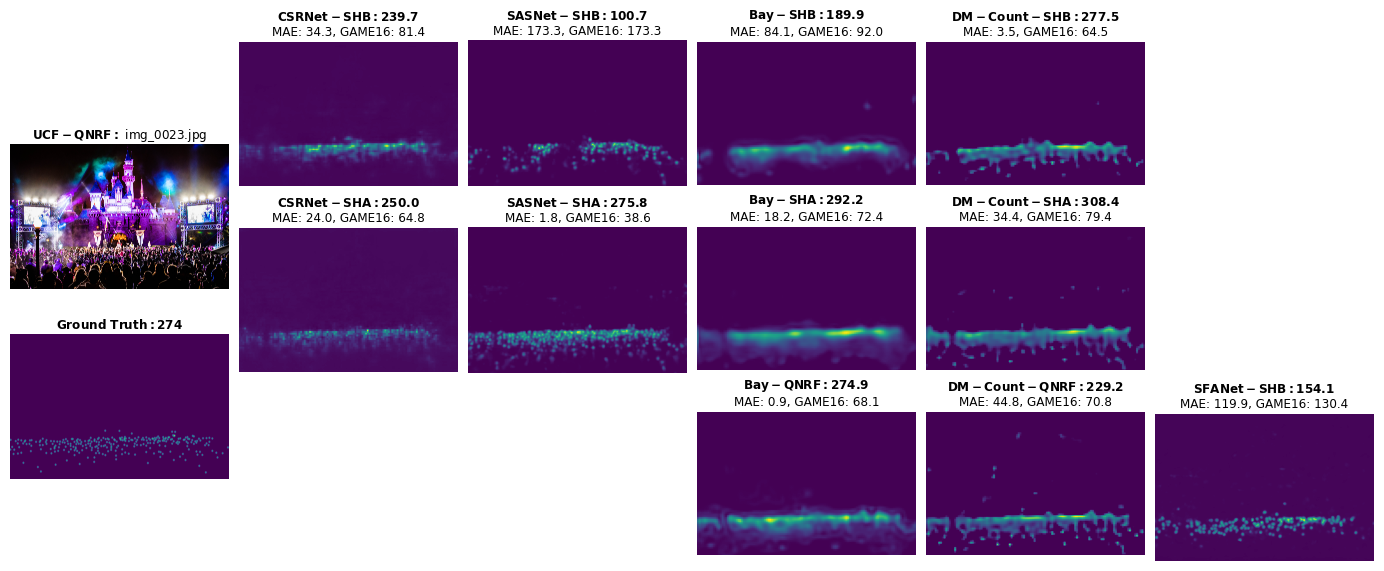 CSRNet − SHB: 239.7
MAE: 34.3, GAME16: 81.4
SASNet − SHB: 100.7
MAE: 173.3, GAME16: 173.3
Bay − SHB: 189.9
MAE: 84.1, GAME16: 92.0
DM − Count − SHB: 277.5
MAE: 3.5, GAME16: 64.5
UCF − QNRF: img_0023.jpg
CSRNet − SHA: 250.0
MAE: 24.0, GAME16: 64.8
SASNet − SHA: 275.8
MAE: 1.8, GAME16: 38.6
Bay − SHA: 292.2
MAE: 18.2, GAME16: 72.4
DM − Count − SHA: 308.4
MAE: 34.4, GAME16: 79.4
Ground Truth: 274
Bay − QNRF: 274.9
MAE: 0.9, GAME16: 68.1
DM − Count − QNRF: 229.2
MAE: 44.8, GAME16: 70.8
SFANet − SHB: 154.1
MAE: 119.9, GAME16: 130.4